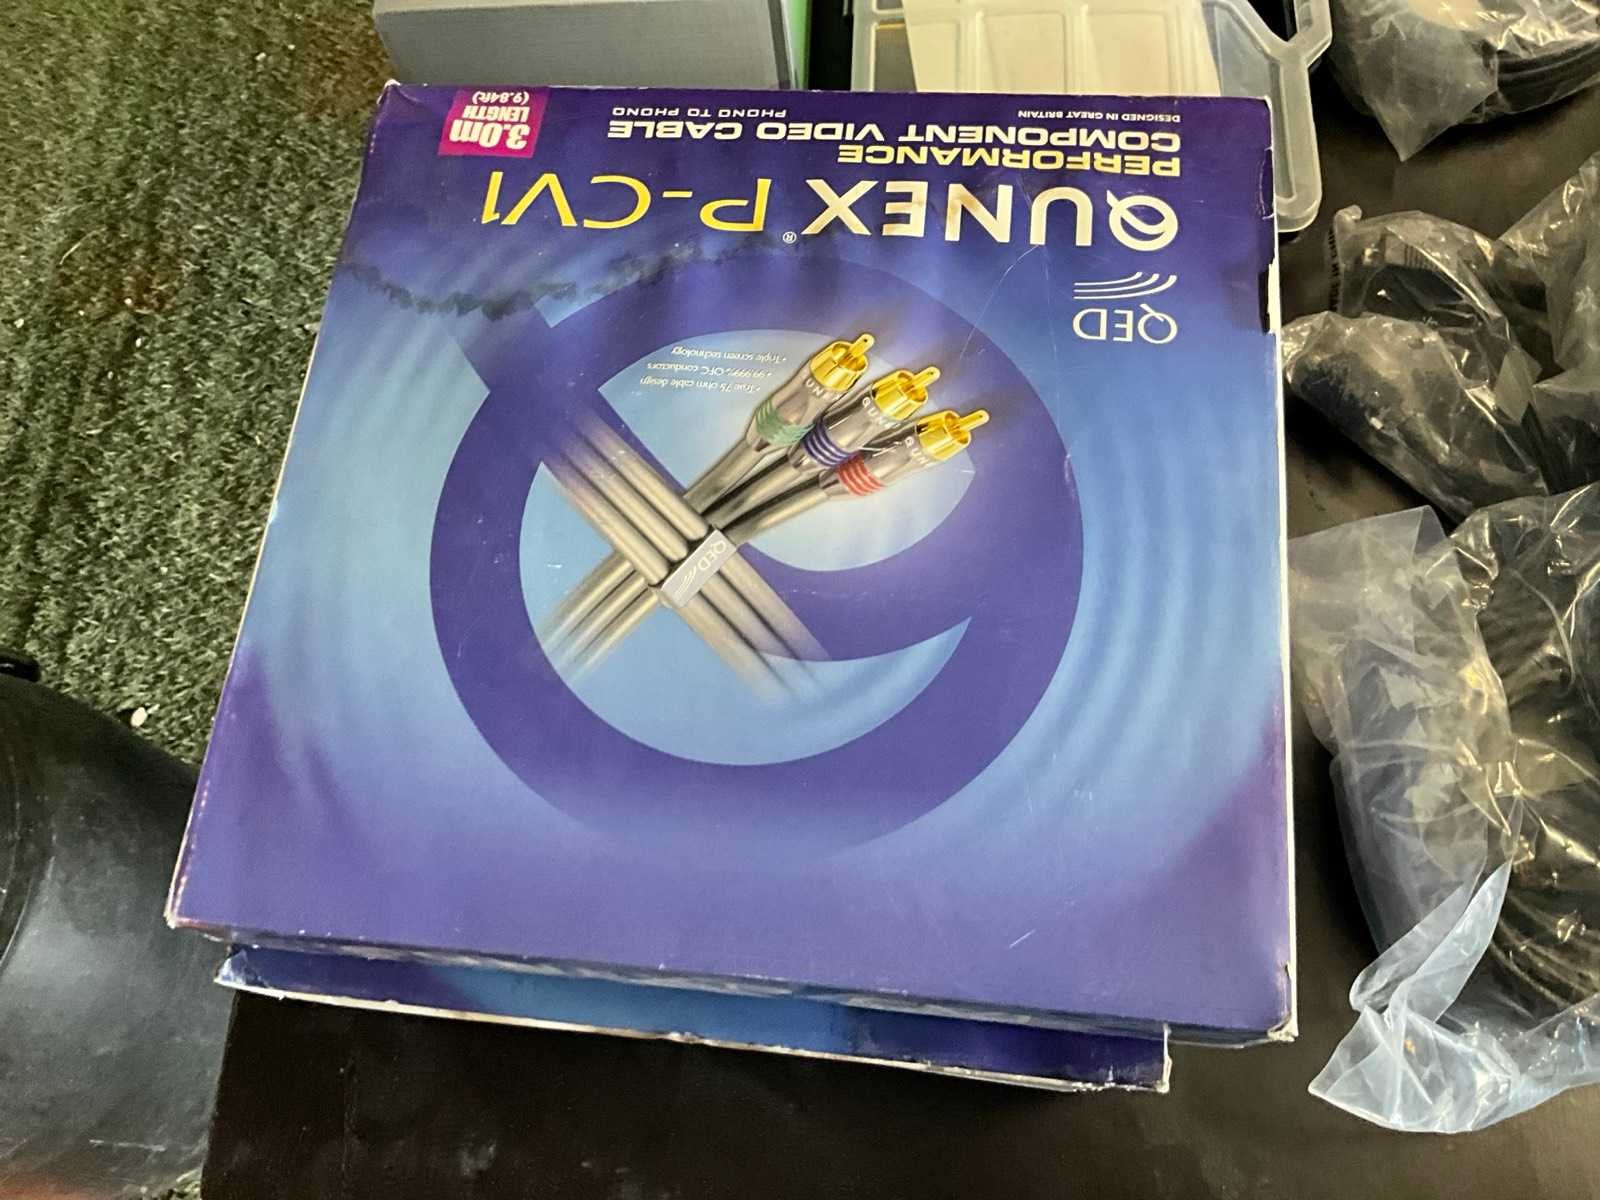 QED
QUNEX® P-CV1
PERFORMANCE
COMPONENT VIDEO CABLE
DESIGNED IN GREAT BRITAIN
PHONO TO PHONO
3.0m
LENGTH
(9.84ft)
• True 75 ohm cable design
• 99.999% OFC conductors
• Triple screen technology
QED